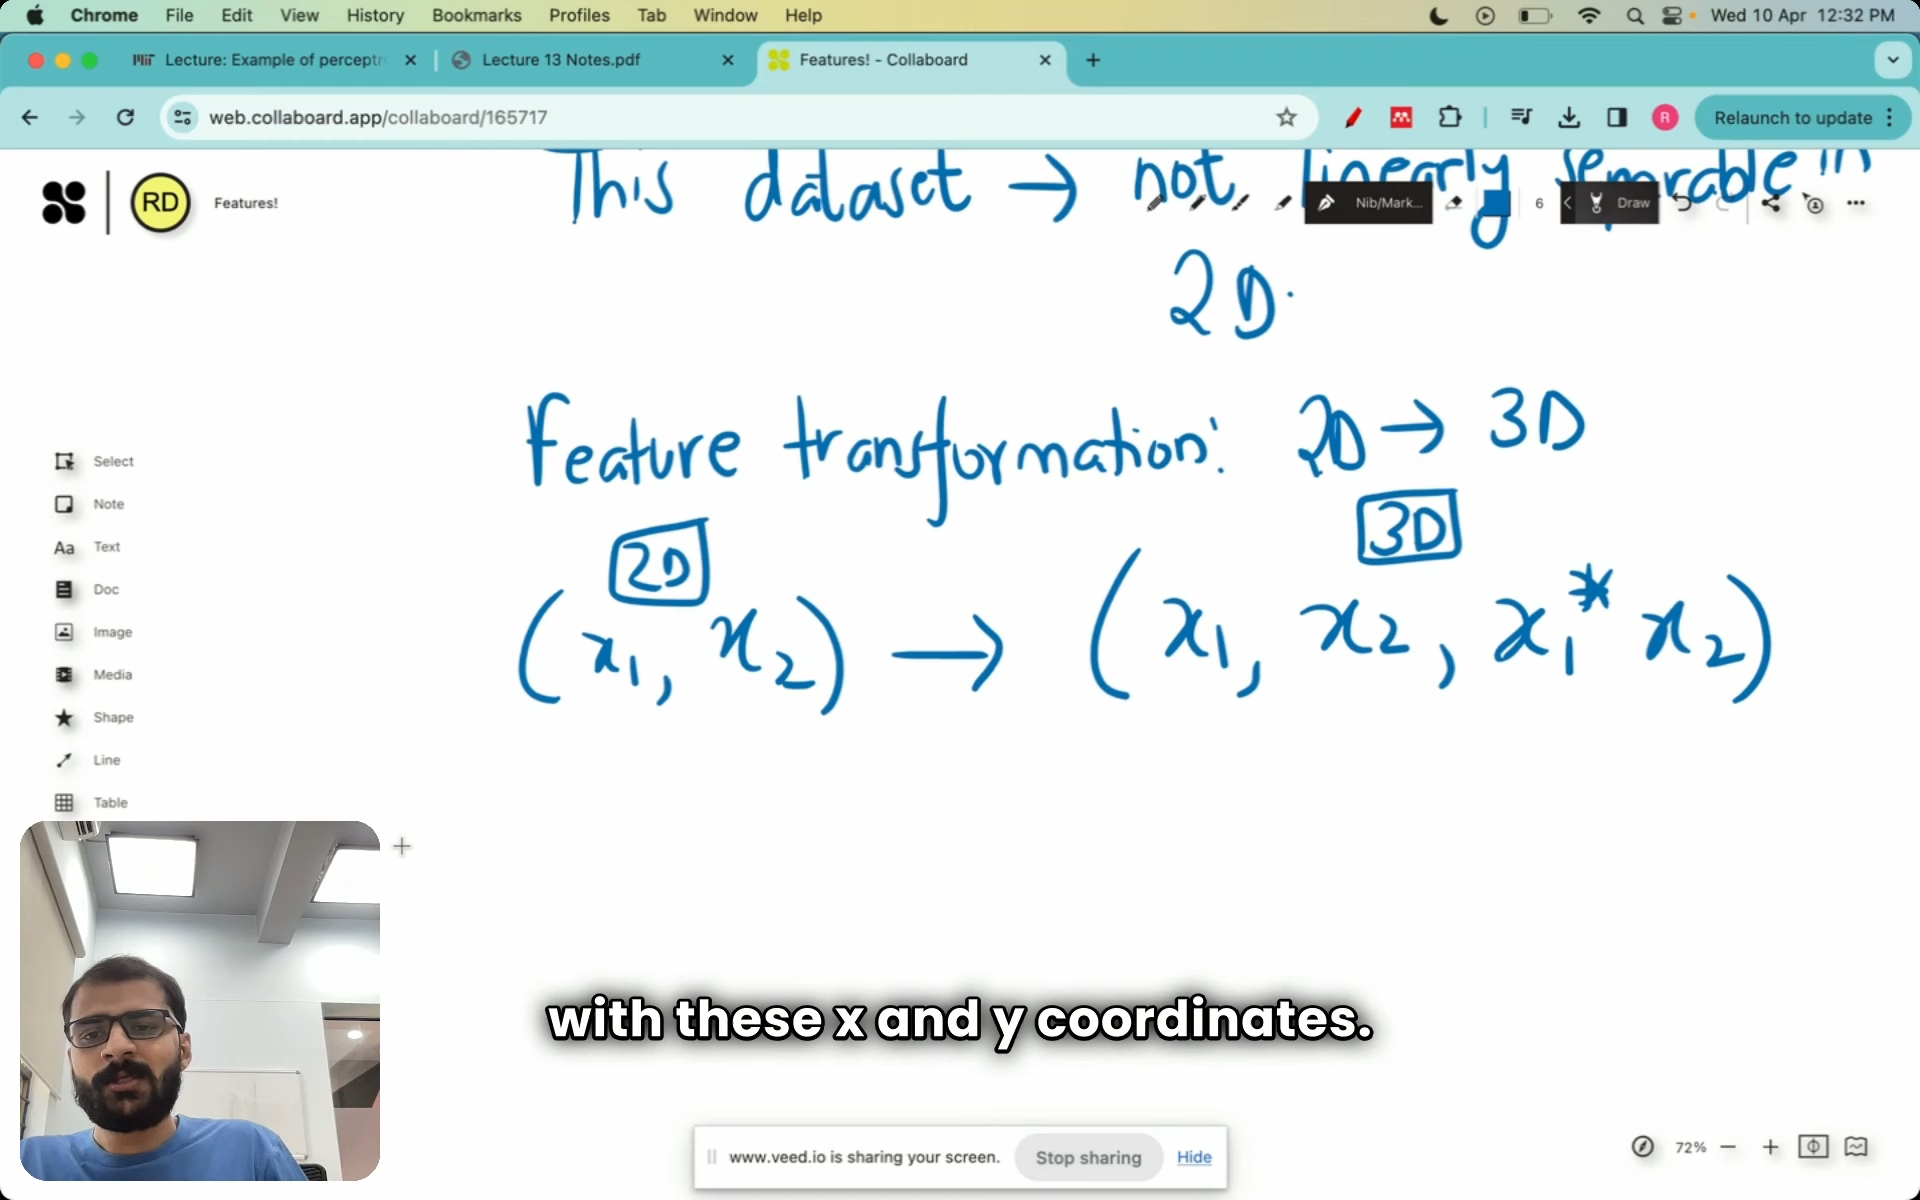 Chrome File Edit View History Bookmarks Profiles Tab Window Help Wed 10 Apr 12:32 PM
MIT Lecture: Example of perceptr Lecture 13 Notes.pdf Features! - Collaboard
web.collaboard.app/collaboard/165717 R Relaunch to update
This dataset → not linearly separable in
RD Features! Nib/Mark... 6 Draw
2D.
Feature transformation: 2D → 3D
2D 3D
(x1, x2) → (x1, x2, x1 * x2)
Select
Note
Aa Text
Doc
Image
Media
Shape
Line
Table
with these x and y coordinates.
www.veed.io is sharing your screen. Stop sharing Hide
72%